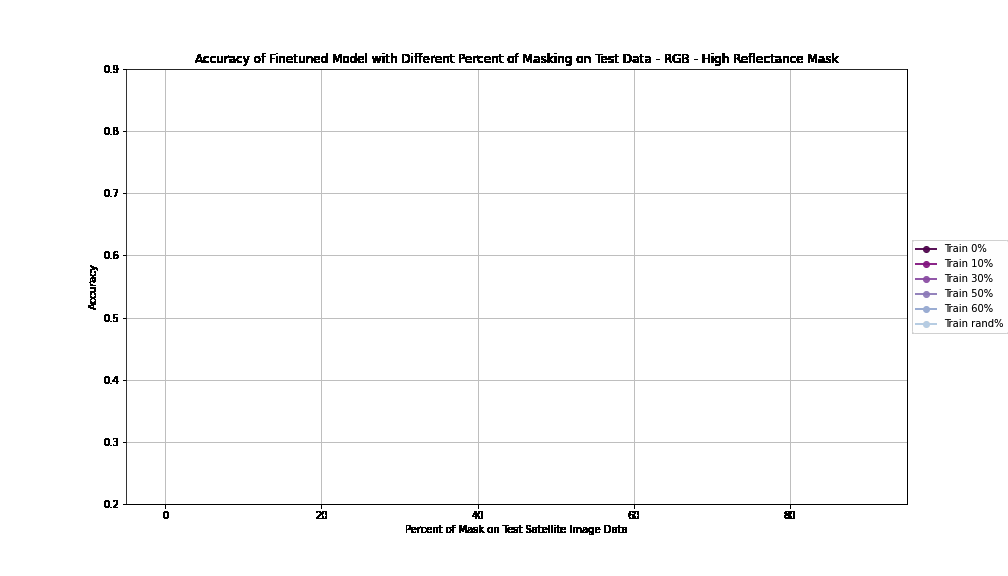 Accuracy of Finetuned Model with Different Percent of Masking on Test Data - RGB - High Reflectance Mask
0.9
0.8
0.7
0.6
0.5
0.4
0.3
0.2
Accuracy
0 20 40 60 80
Percent of Mask on Test Satellite Image Data
Train 0%
Train 10%
Train 30%
Train 50%
Train 60%
Train rand%